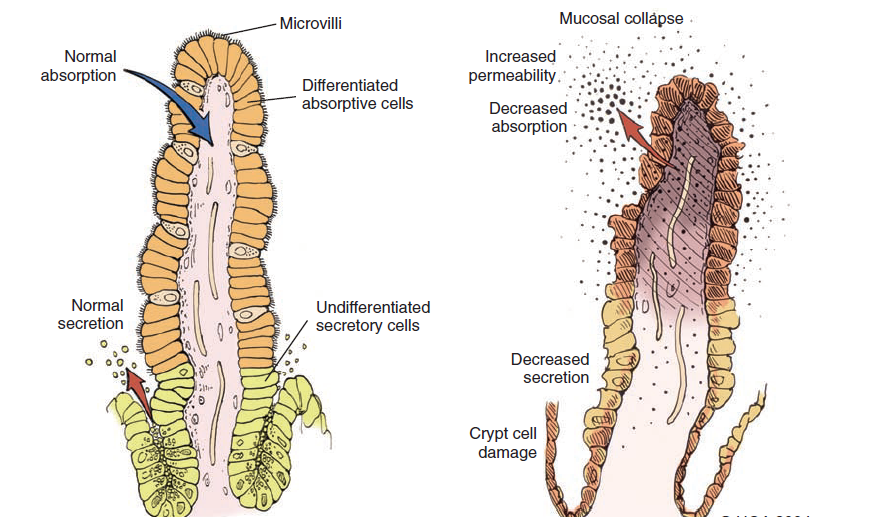 Microvilli
Normal
absorption
Differentiated
absorptive cells
Normal
secretion
Undifferentiated
secretory cells
Mucosal collapse
Increased
permeability
Decreased
absorption
Decreased
secretion
Crypt cell
damage